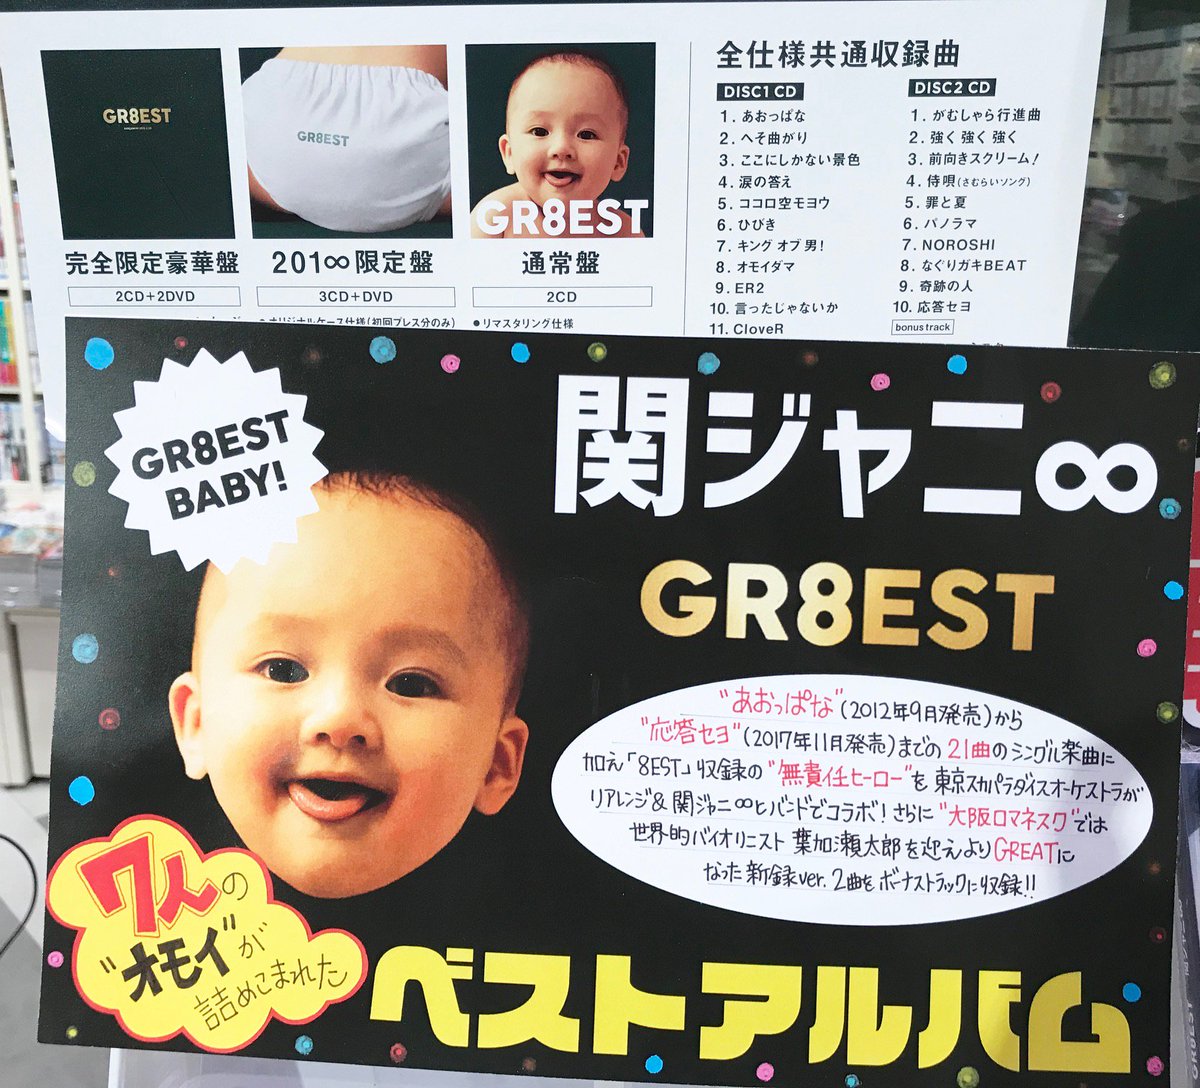 GR8EST
GR8EST
GR8EST
完全限定豪華盤
2CD+2DVD
201∞限定盤
3CD+DVD
●オリジナルケース仕様(初回プレス分のみ)
通常盤
2CD
●リマスタリング仕様
全仕様共通収録曲
DISC1 CD
1. あおっぱな
2. へそ曲がり
3. ここにしかない景色
4. 涙の答え
5. ココロ空モヨウ
6. ひびき
7. キング オブ 男!
8. オモイダマ
9. ER2
10. 言ったじゃないか
11. CloveR
DISC2 CD
1. がむしゃら行進曲
2. 強く 強く 強く
3. 前向きスクリーム!
4. 侍唄(さむらいソング)
5. 罪と夏
6. パノラマ
7. NOROSHI
8. なぐりガキBEAT
9. 奇跡の人
10. 応答セヨ
bonus track
GR8EST
BABY!
関ジャニ∞
GR8EST
"あおっぱな"(2012年9月発売)から
"応答セヨ"(2017年11月発売)までの21曲のシングル楽曲に
加え「8EST」収録の"無責任ヒーロー"を東京スカパラダイスオーケストラが
リアレンジ&関ジャニ∞とバンドでコラボ!さらに"大阪ロマネスク"では
世界的バイオリニスト 葉加瀬太郎を迎えよりGREATに
なった新録ver.2曲をボーナストラックに収録!!
7人の
"オモイ"が
詰めこまれた
ベストアルバム